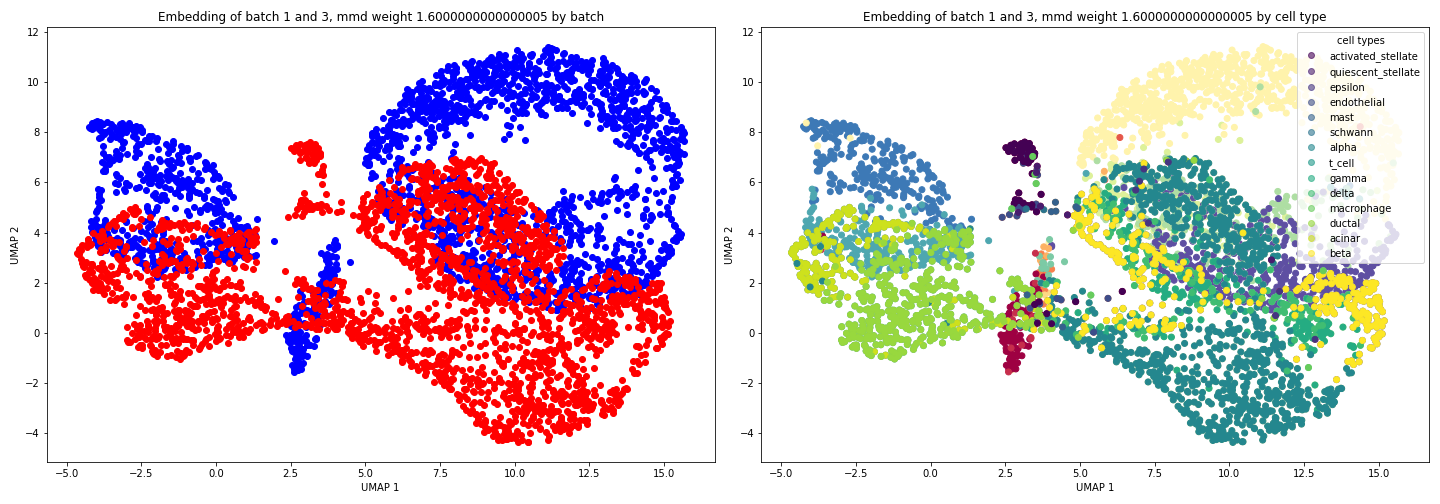 Embedding of batch 1 and 3, mmd weight 1.6000000000000005 by batch
12
10
8
6
4
2
0
−2
−4
UMAP 2
−5.0
−2.5
0.0
2.5
5.0
7.5
10.0
12.5
15.0
UMAP 1
Embedding of batch 1 and 3, mmd weight 1.6000000000000005 by cell type
12
10
8
6
4
2
0
−2
−4
UMAP 2
cell types
activated_stellate
quiescent_stellate
epsilon
endothelial
mast
schwann
alpha
t_cell
gamma
delta
macrophage
ductal
acinar
beta
−5.0
−2.5
0.0
2.5
5.0
7.5
10.0
12.5
15.0
UMAP 1